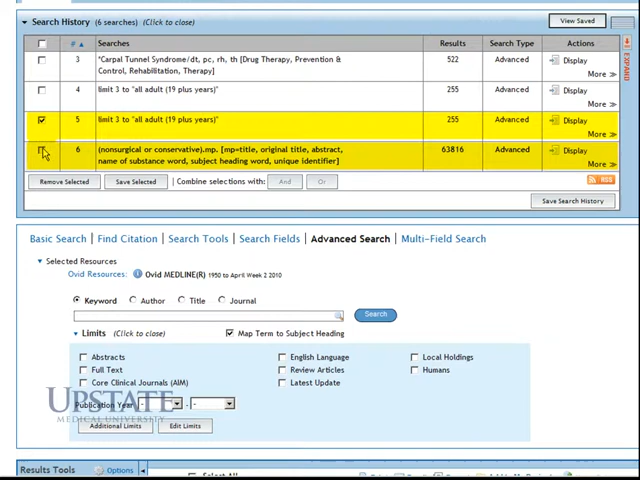 Search History (6 searches) (Click to close) View Saved
# Searches Results Search Type Actions
3 *Carpal Tunnel Syndrome/dt, pc, rh, th [Drug Therapy, Prevention & 522 Advanced Display
Control, Rehabilitation, Therapy] More ≫
4 limit 3 to "all adult (19 plus years)" 255 Advanced Display
More ≫
5 limit 3 to "all adult (19 plus years)" 255 Advanced Display
More ≫
6 (nonsurgical or conservative).mp. [mp=title, original title, abstract, 63816 Advanced Display
name of substance word, subject heading word, unique identifier] More ≫
EXPAND
Remove Selected Save Selected Combine selections with: And Or RSS
Save Search History
Basic Search | Find Citation | Search Tools | Search Fields | Advanced Search | Multi-Field Search
Selected Resources
Ovid Resources: Ovid MEDLINE(R) 1950 to April Week 2 2010
Keyword Author Title Journal
Search
Limits (Click to close) Map Term to Subject Heading
Abstracts English Language Local Holdings
Full Text Review Articles Humans
Core Clinical Journals (AIM) Latest Update
UPSTATE
MEDICAL UNIVERSITY
Publication Year - -
Additional Limits Edit Limits
Results Tools Options